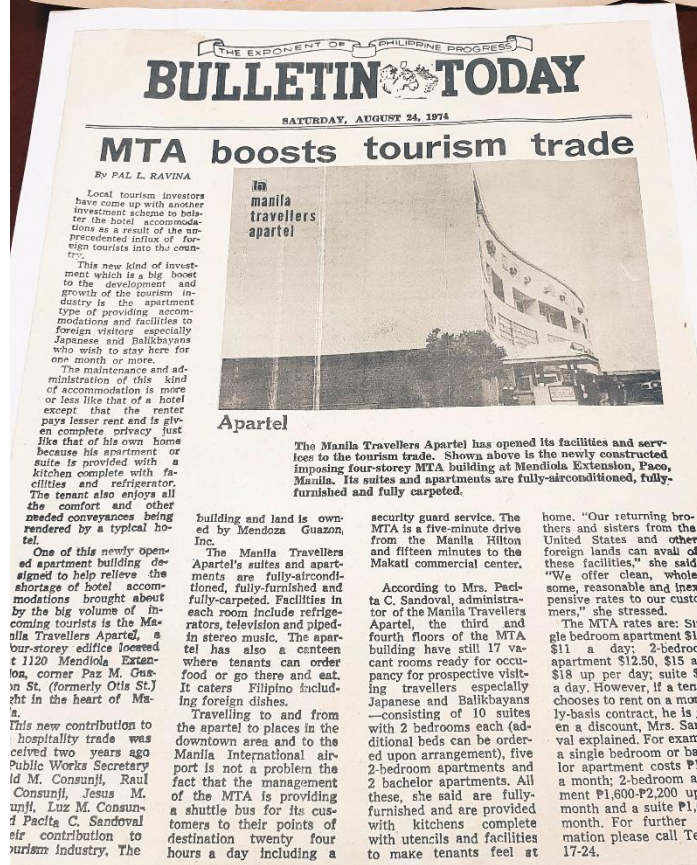 THE EXPONENT OF PHILIPPINE PROGRESS
BULLETIN TODAY
SATURDAY, AUGUST 24, 1974
MTA boosts tourism trade
By PAL L. RAVINA
Local tourism investors
have come up with another
investment scheme to bols-
ter the hotel accommoda-
tions as a result of the un-
precedented influx of for-
eign tourists into the coun-
try.
This new kind of invest-
ment which is a big boost
to the development and
growth of the tourism in-
dustry is the apartment
type of providing accom-
modations and facilities to
foreign visitors especially
Japanese and Balikbayans
who wish to stay here for
one month or more.
The maintenance and ad-
ministration of this kind
of accommodation is more
or less like that of a hotel
except that the renter
pays lesser rent and is giv-
en complete privacy just
like that of his own home
because his apartment or
suite is provided with a
kitchen complete with fa-
cilities and refrigerator.
The tenant also enjoys all
the comfort and other
needed conveyances being
rendered by a typical ho-
tel.
One of this newly open-
ed apartment building de-
signed to help relieve the
shortage of hotel accom-
modations brought about
by the big volume of in-
coming tourists is the Ma-
nila Travellers Apartel, a
four-storey edifice located
t 1120 Mendiola Exten-
on, corner Paz M. Gua-
on St. (formerly Otis St.)
ght in the heart of Ma-
a.
This new contribution to
hospitality trade was
ceived two years ago
Public Works Secretary
id M. Consunji, Raul
Consunji, Jesus M.
unji, Luz M. Consun-
d Pacita C. Sandoval
eir contribution to
ourism industry. The
manila
travellers
apartel
Apartel
The Manila Travellers Apartel has opened its facilities and serv-
ices to the tourism trade. Shown above is the newly constructed
imposing four-storey MTA building at Mendiola Extension, Paco,
Manila. Its suites and apartments are fully-airconditioned, fully-
furnished and fully carpeted.
building and land is own-
ed by Mendoza Guazon,
Inc.
The Manila Travellers
Apartel's suites and apart-
ments are fully-aircondi-
tioned, fully-furnished and
fully-carpeted. Facilities in
each room include refrige-
rators, television and piped-
in stereo music. The apar-
tel has also a canteen
where tenants can order
food or go there and eat.
It caters Filipino includ-
ing foreign dishes.
Travelling to and from
the apartel to places in the
downtown area and to the
Manila International air-
port is not a problem the
fact that the management
of the MTA is providing
a shuttle bus for its cus-
tomers to their points of
destination twenty four
hours a day including a
security guard service. The
MTA is a five-minute drive
from the Manila Hilton
and fifteen minutes to the
Makati commercial center.
According to Mrs. Paci-
ta C. Sandoval, administra-
tor of the Manila Travellers
Apartel, the third and
fourth floors of the MTA
building have still 17 va-
cant rooms ready for occu-
pancy for prospective visit-
ing travellers especially
Japanese and Balikbayans
—consisting of 10 suites
with 2 bedrooms each (ad-
ditional beds can be order-
ed upon arrangement), five
2-bedroom apartments and
2 bachelor apartments. All
these, she said are fully-
furnished and are provided
with kitchens complete
with utencils and facilities
to make tenants feel at
home. "Our returning bro-
thers and sisters from the
United States and other
foreign lands can avail of
these facilities," she said
"We offer clean, whole
some, reasonable and inex
pensive rates to our custo
mers," she stressed.
The MTA rates are: Si
gle bedroom apartment $
$11 a day; 2-bedroo
apartment $12.50, $15 a
$18 up per day; suite $
a day. However, if a ten
chooses to rent on a mo
ly-basis contract, he is
en a discount, Mrs. Sa
val explained. For exam
a single bedroom or ba
lor apartment costs P
a month; 2-bedroom a
ment ₱1,600-₱2,200 u
month and a suite ₱1,
month. For further
mation please call Te
17-24.